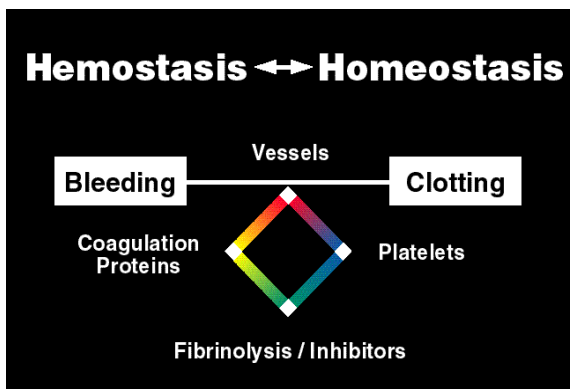 Hemostasis ↔ Homeostasis
Vessels
Bleeding
Clotting
Coagulation
Proteins
Platelets
Fibrinolysis / Inhibitors